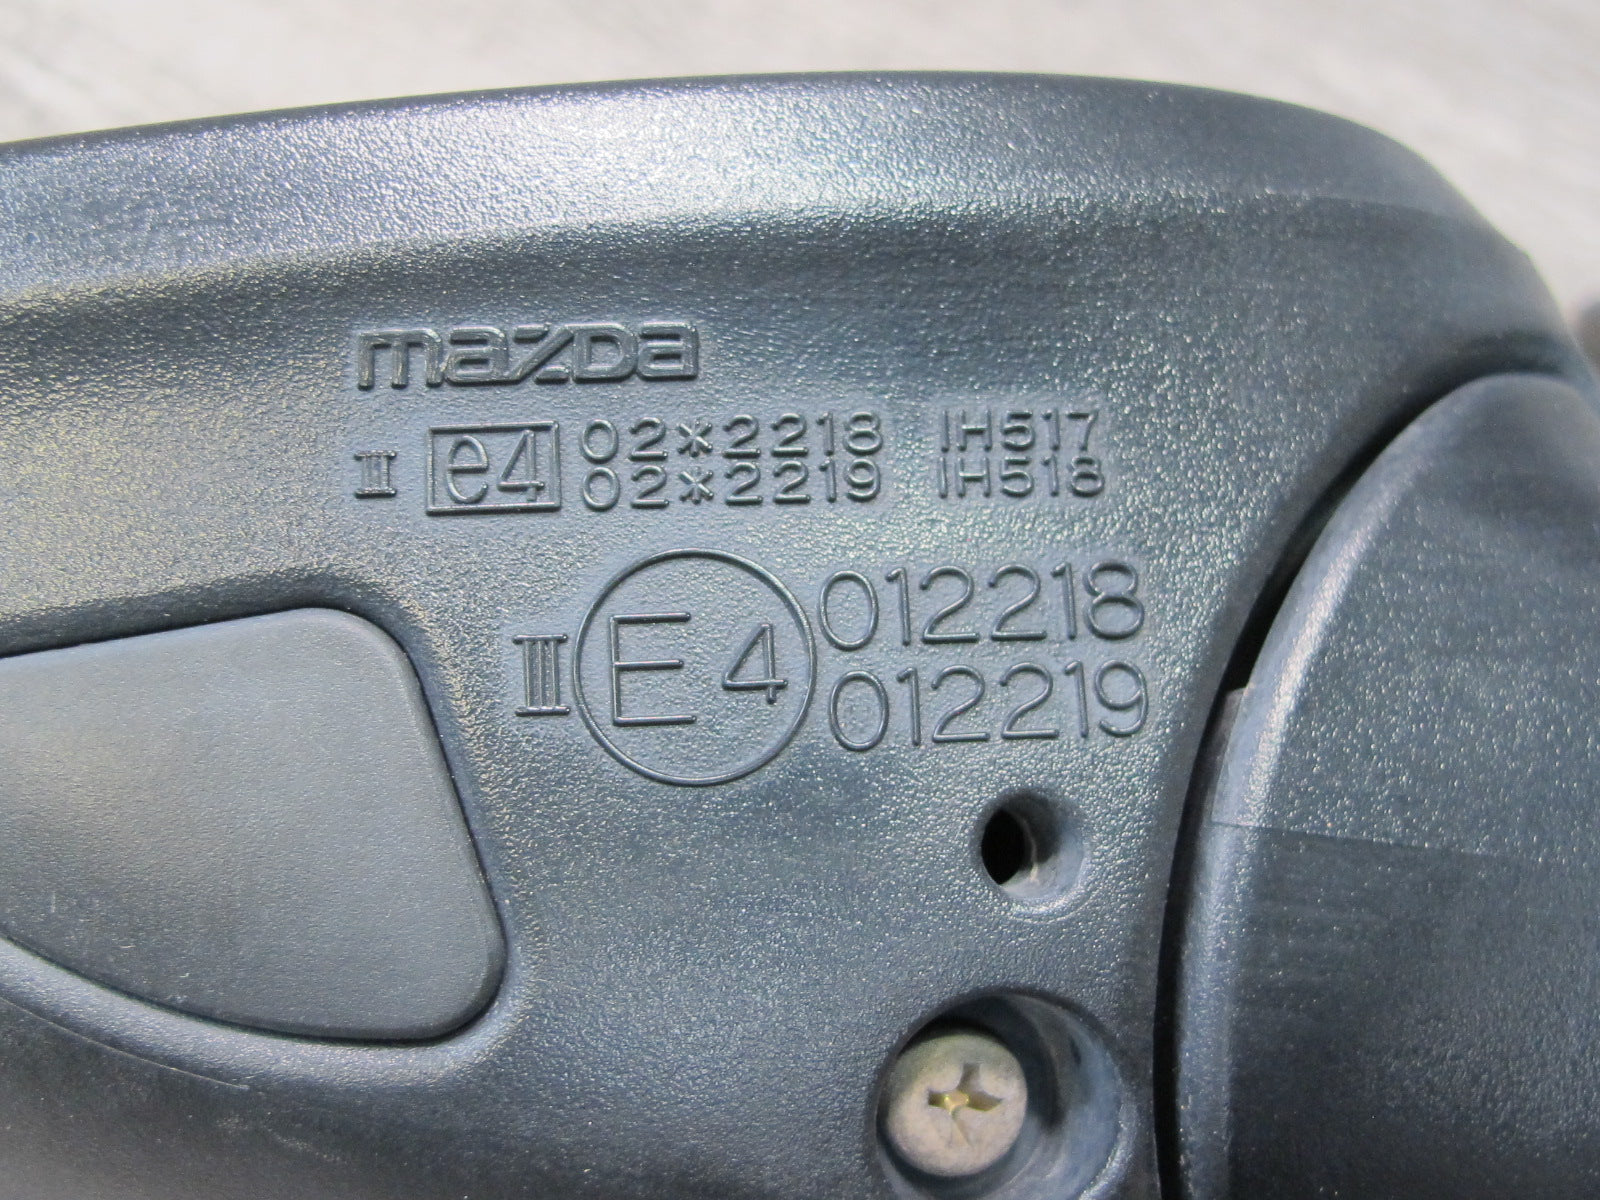 mazda
II e4 02*2218 IH517
02*2219 IH518
III E4 012218
012219